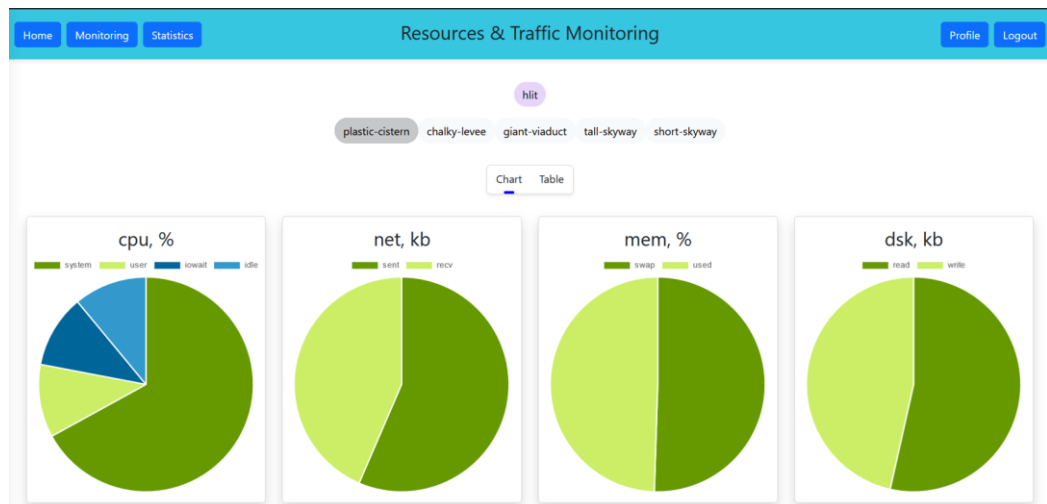 Home Monitoring Statistics Resources & Traffic Monitoring Profile Logout
hlit
plastic-cistern chalky-levee giant-viaduct tall-skyway short-skyway
Chart Table
cpu, % net, kb mem, % dsk, kb
system user iowait idle sent recv swap used read write